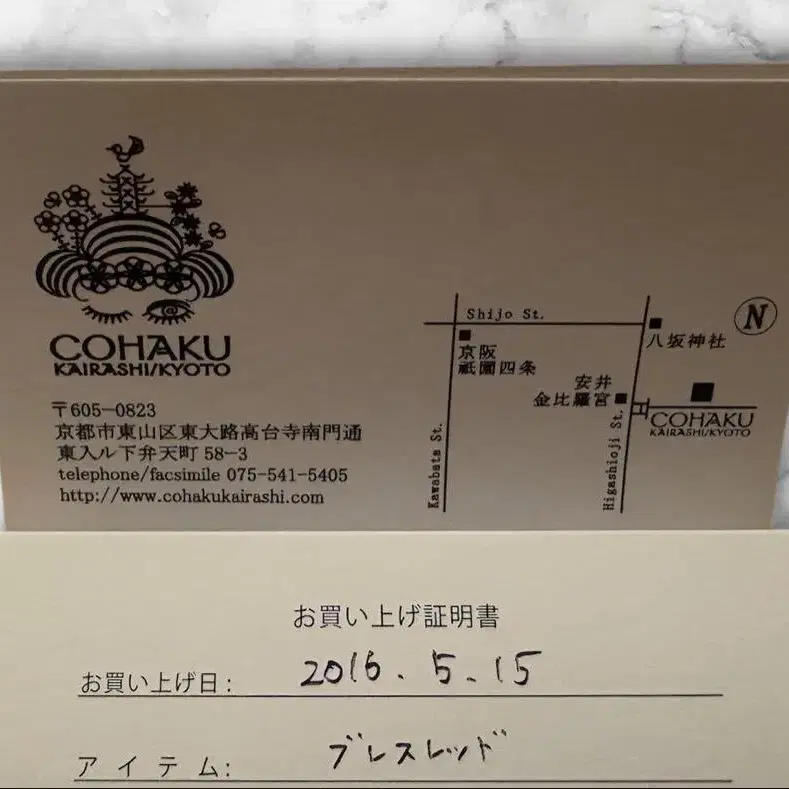 COHAKU
KAIRASHI/KYOTO
〒605-0823
京都市東山区東大路高台寺南門通
東入ル下弁天町 58-3
telephone/facsimile 075-541-5405
http://www.cohakukairashi.com
Shijo St.
N
京阪
祇園四条
八坂神社
安井
金比羅宮
COHAKU
KAIRASHI/KYOTO
Kawabata St.
Higashioji St.
お買い上げ証明書
お買い上げ日: 2016.5.15
アイテム: ブレスレッド